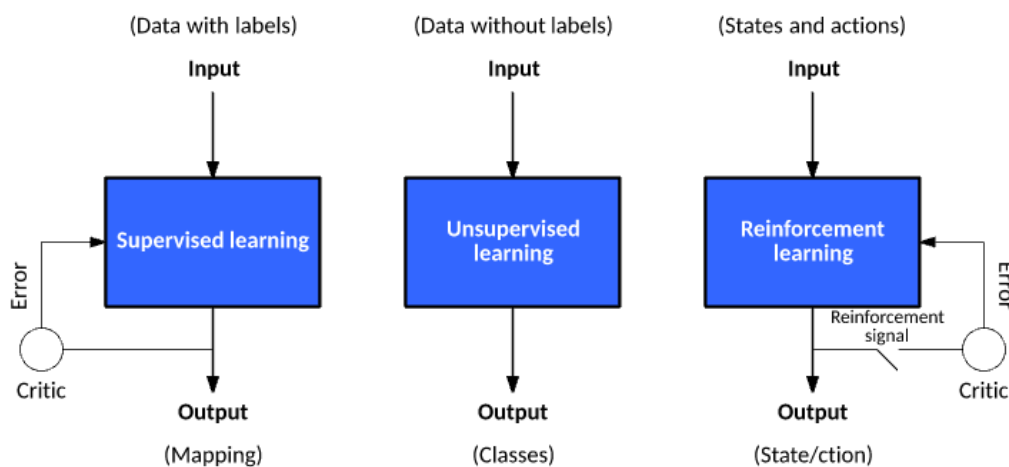 (Data with labels)
Input
Supervised learning
Error
Critic
Output
(Mapping)
(Data without labels)
Input
Unsupervised
learning
Output
(Classes)
(States and actions)
Input
Reinforcement
learning
Error
Reinforcement
signal
Critic
Output
(State/ction)